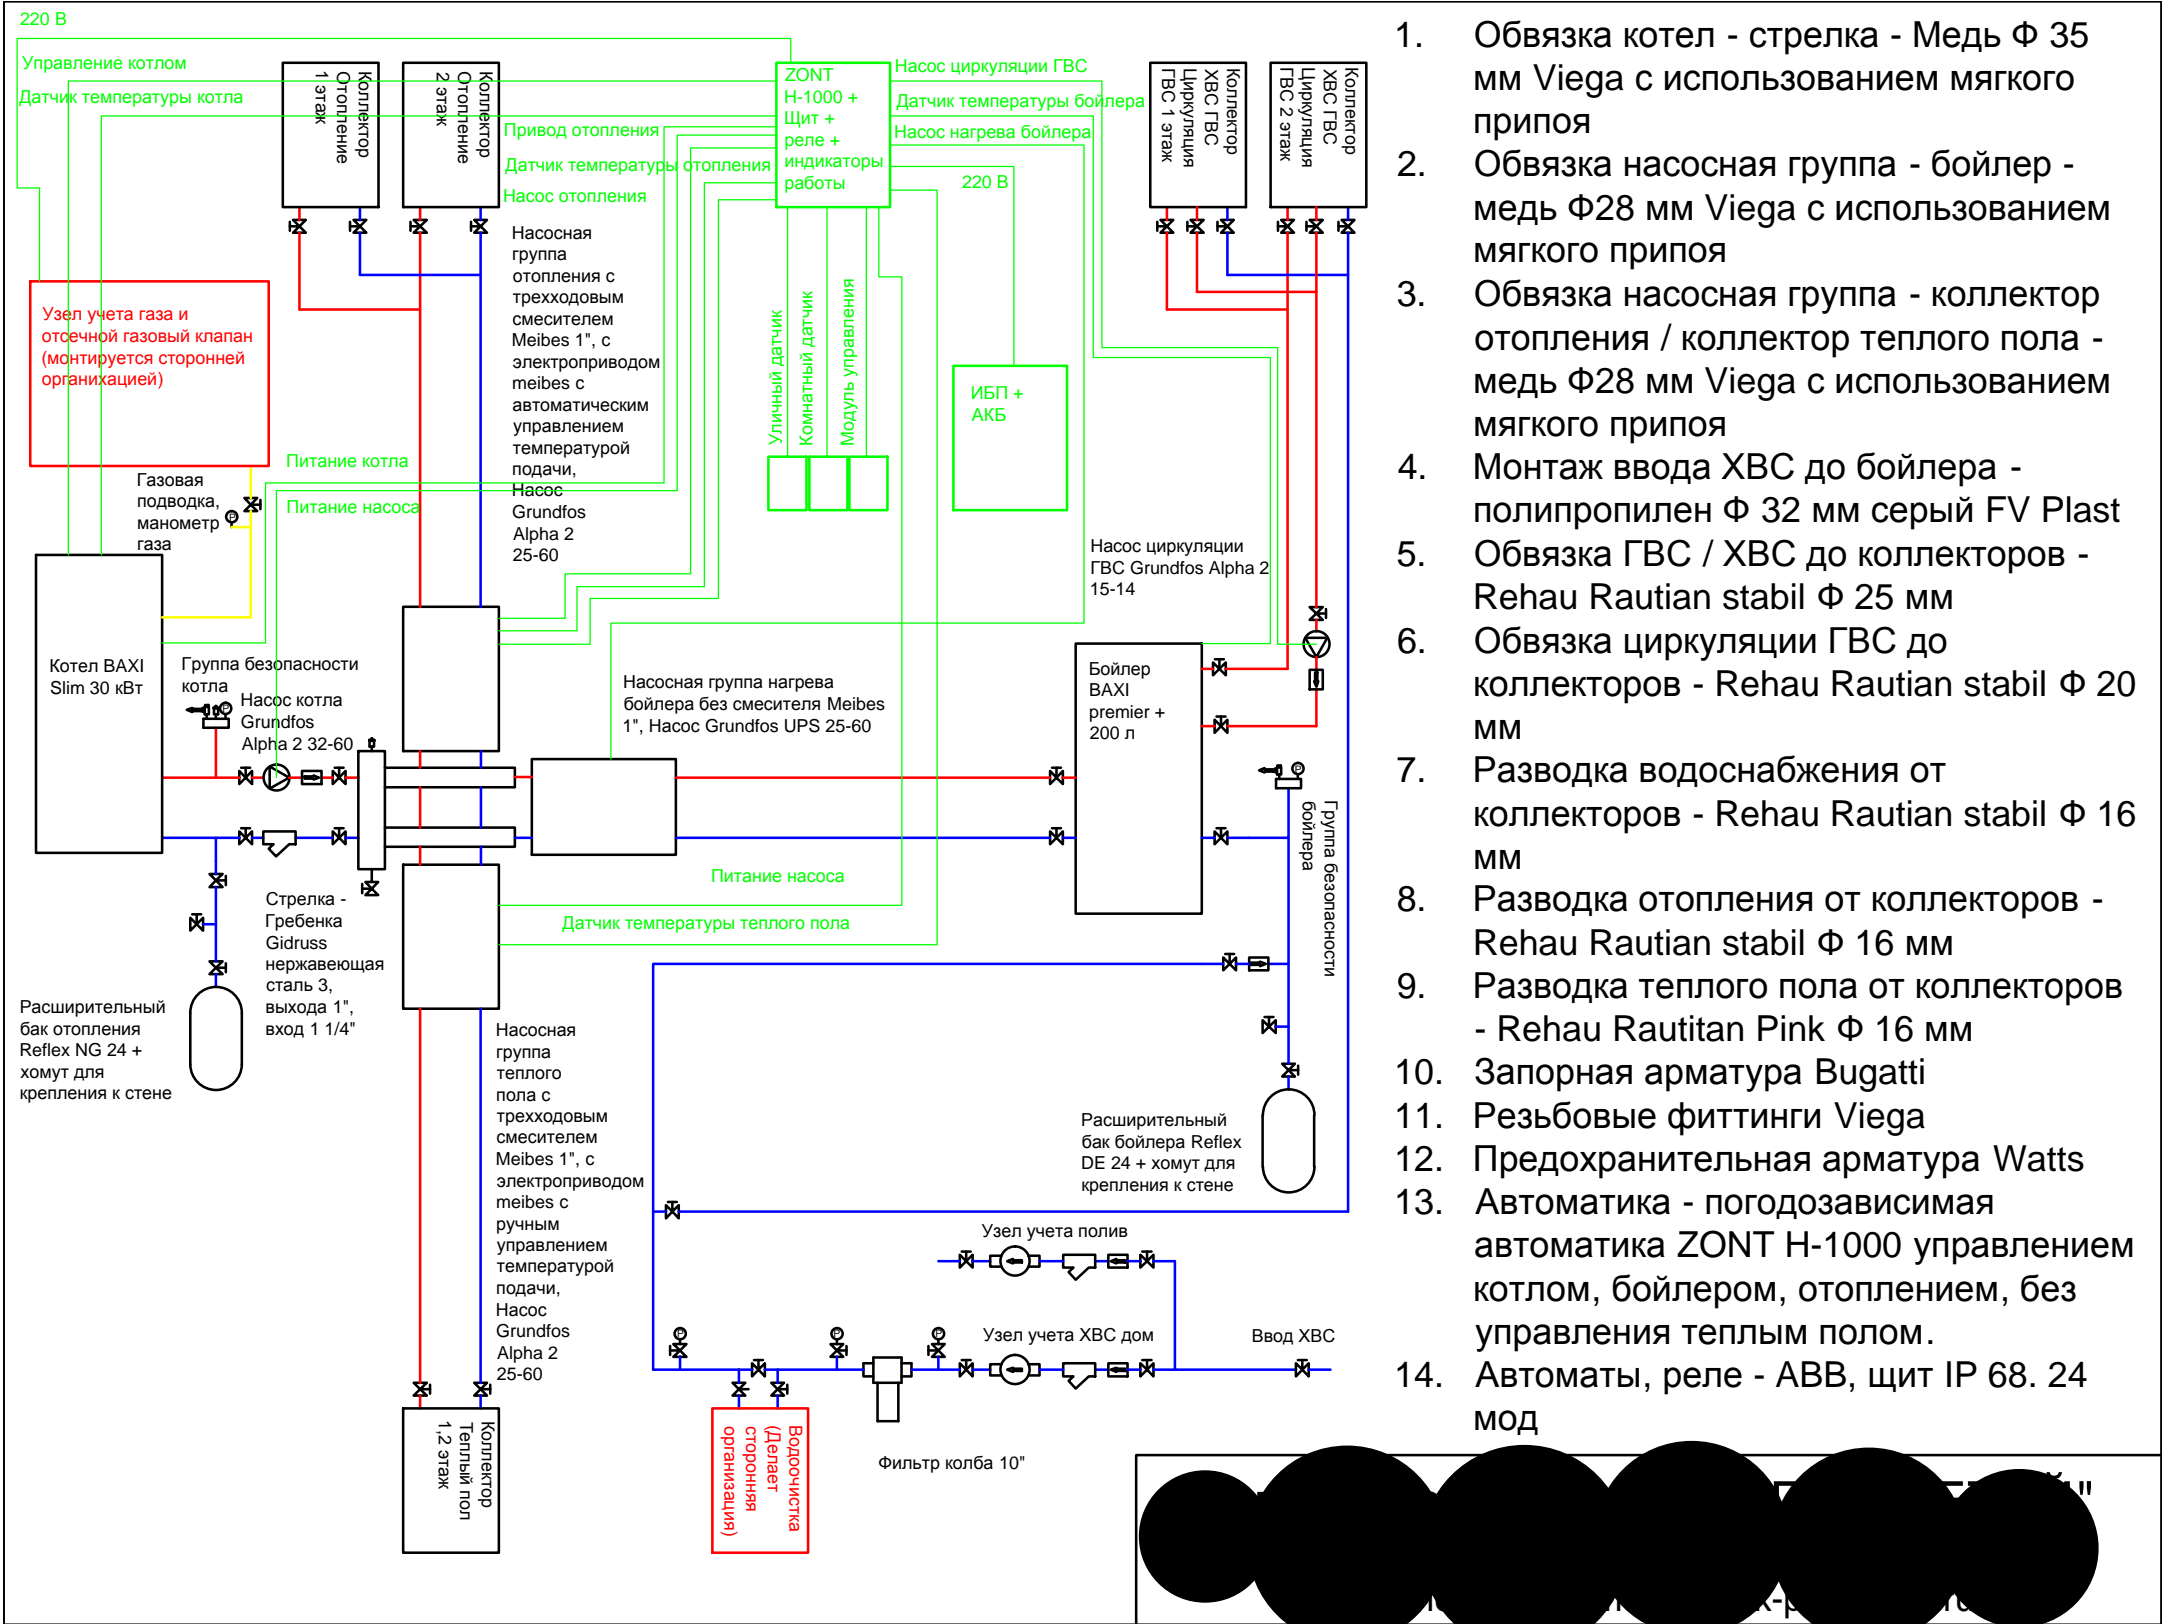 220 В
Управление котлом
Датчик температуры котла
Коллектор
Отопление
1 этаж
Коллектор
Отопление
2 этаж
Привод отопления
Датчик температуры отопления
Насос отопления
ZONT
H-1000 +
Щит +
реле +
индикаторы
работы
Насос циркуляции ГВС
Датчик температуры бойлера
Насос нагрева бойлера
220 В
Коллектор
ХВС ГВС
Циркуляция
ГВС 1 этаж
Коллектор
ХВС ГВС
Циркуляция
ГВС 2 этаж
Насосная
группа
отопления с
трехходовым
смесителем
Meibes 1", с
электроприводом
meibes с
автоматическим
управлением
температурой
подачи,
Насос
Grundfos
Alpha 2
25-60
Уличный датчик
Комнатный датчик
Модуль управления
ИБП +
АКБ
Узел учета газа и
отсечной газовый клапан
(монтируется сторонней
органихацией)
Газовая
подводка,
манометр
газа
P
Питание котла
Питание насоса
Насос циркуляции
ГВС Grundfos Alpha 2
15-14
Котел BAXI
Slim 30 кВт
Группа безопасности
котла
P
Насос котла
Grundfos
Alpha 2 32-60
Насосная группа нагрева
бойлера без смесителя Meibes
1", Насос Grundfos UPS 25-60
Бойлер
BAXI
premier +
200 л
P
Группа безопасности
бойлера
Питание насоса
Датчик температуры теплого пола
Стрелка -
Гребенка
Gidruss
нержавеющая
сталь 3,
выхода 1",
вход 1 1/4"
Расширительный
бак отопления
Reflex NG 24 +
хомут для
крепления к стене
Насосная
группа
теплого
пола с
трехходовым
смесителем
Meibes 1", с
электроприводом
meibes с
ручным
управлением
температурой
подачи,
Насос
Grundfos
Alpha 2
25-60
Расширительный
бак бойлера Reflex
DE 24 + хомут для
крепления к стене
Узел учета полив
P
P
P
Узел учета ХВС дом
Ввод ХВС
Коллектор
Теплый пол
1,2 этаж
Водоочистка
(Делает
сторонняя
организация)
Фильтр колба 10"
1. Обвязка котел - стрелка - Медь Ф 35
мм Viega с использованием мягкого
припоя
2. Обвязка насосная группа - бойлер -
медь Ф28 мм Viega с использованием
мягкого припоя
3. Обвязка насосная группа - коллектор
отопления / коллектор теплого пола -
медь Ф28 мм Viega с использованием
мягкого припоя
4. Монтаж ввода ХВС до бойлера -
полипропилен Ф 32 мм серый FV Plast
5. Обвязка ГВС / ХВС до коллекторов -
Rehau Rautian stabil Ф 25 мм
6. Обвязка циркуляции ГВС до
коллекторов - Rehau Rautian stabil Ф 20
мм
7. Разводка водоснабжения от
коллекторов - Rehau Rautian stabil Ф 16
мм
8. Разводка отопления от коллекторов -
Rehau Rautian stabil Ф 16 мм
9. Разводка теплого пола от коллекторов
- Rehau Rautitan Pink Ф 16 мм
10. Запорная арматура Bugatti
11. Резьбовые фиттинги Viega
12. Предохранительная арматура Watts
13. Автоматика - погодозависимая
автоматика ZONT H-1000 управлением
котлом, бойлером, отоплением, без
управления теплым полом.
14. Автоматы, реле - ABB, щит IP 68. 24
мод